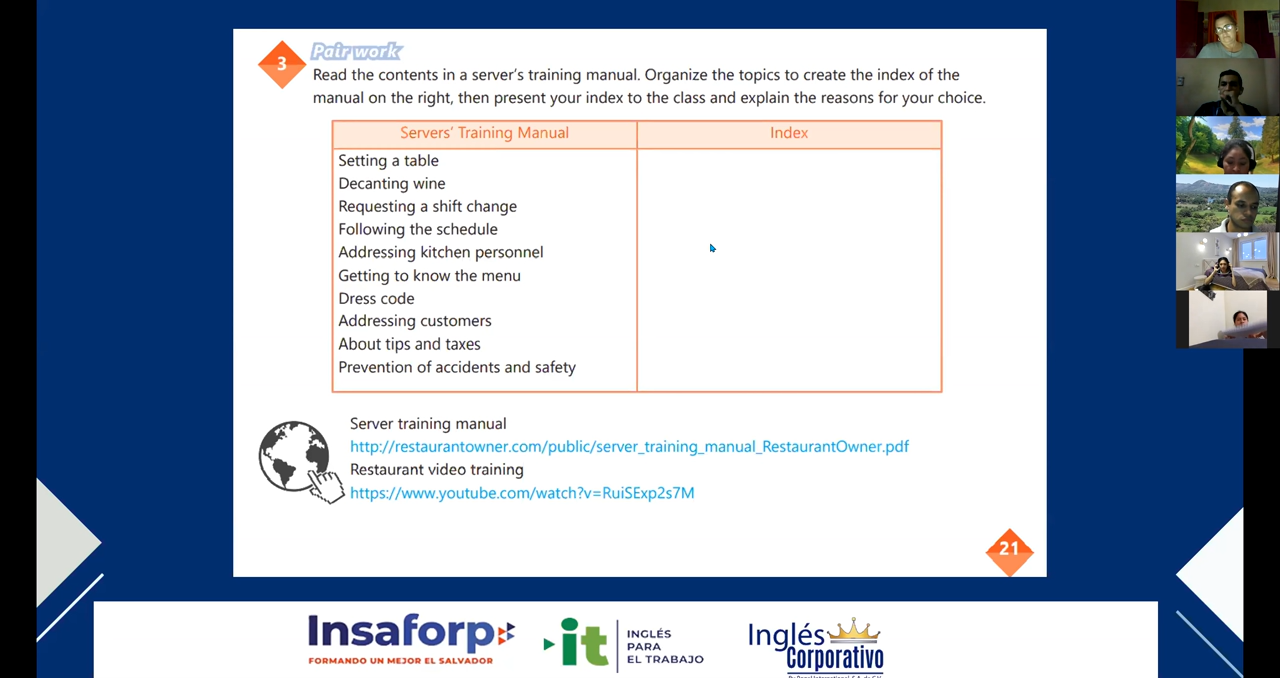 3
Pair work
Read the contents in a server's training manual. Organize the topics to create the index of the
manual on the right, then present your index to the class and explain the reasons for your choice.
Servers' Training Manual
Index
Setting a table
Decanting wine
Requesting a shift change
Following the schedule
Addressing kitchen personnel
Getting to know the menu
Dress code
Addressing customers
About tips and taxes
Prevention of accidents and safety
Server training manual
http://restaurantowner.com/public/server_training_manual_RestaurantOwner.pdf
Restaurant video training
https://www.youtube.com/watch?v=RuiSExp2s7M
21
Insaforp
FORMANDO UN MEJOR EL SALVADOR
it
INGLÉS
PARA
EL TRABAJO
Inglés
Corporativo